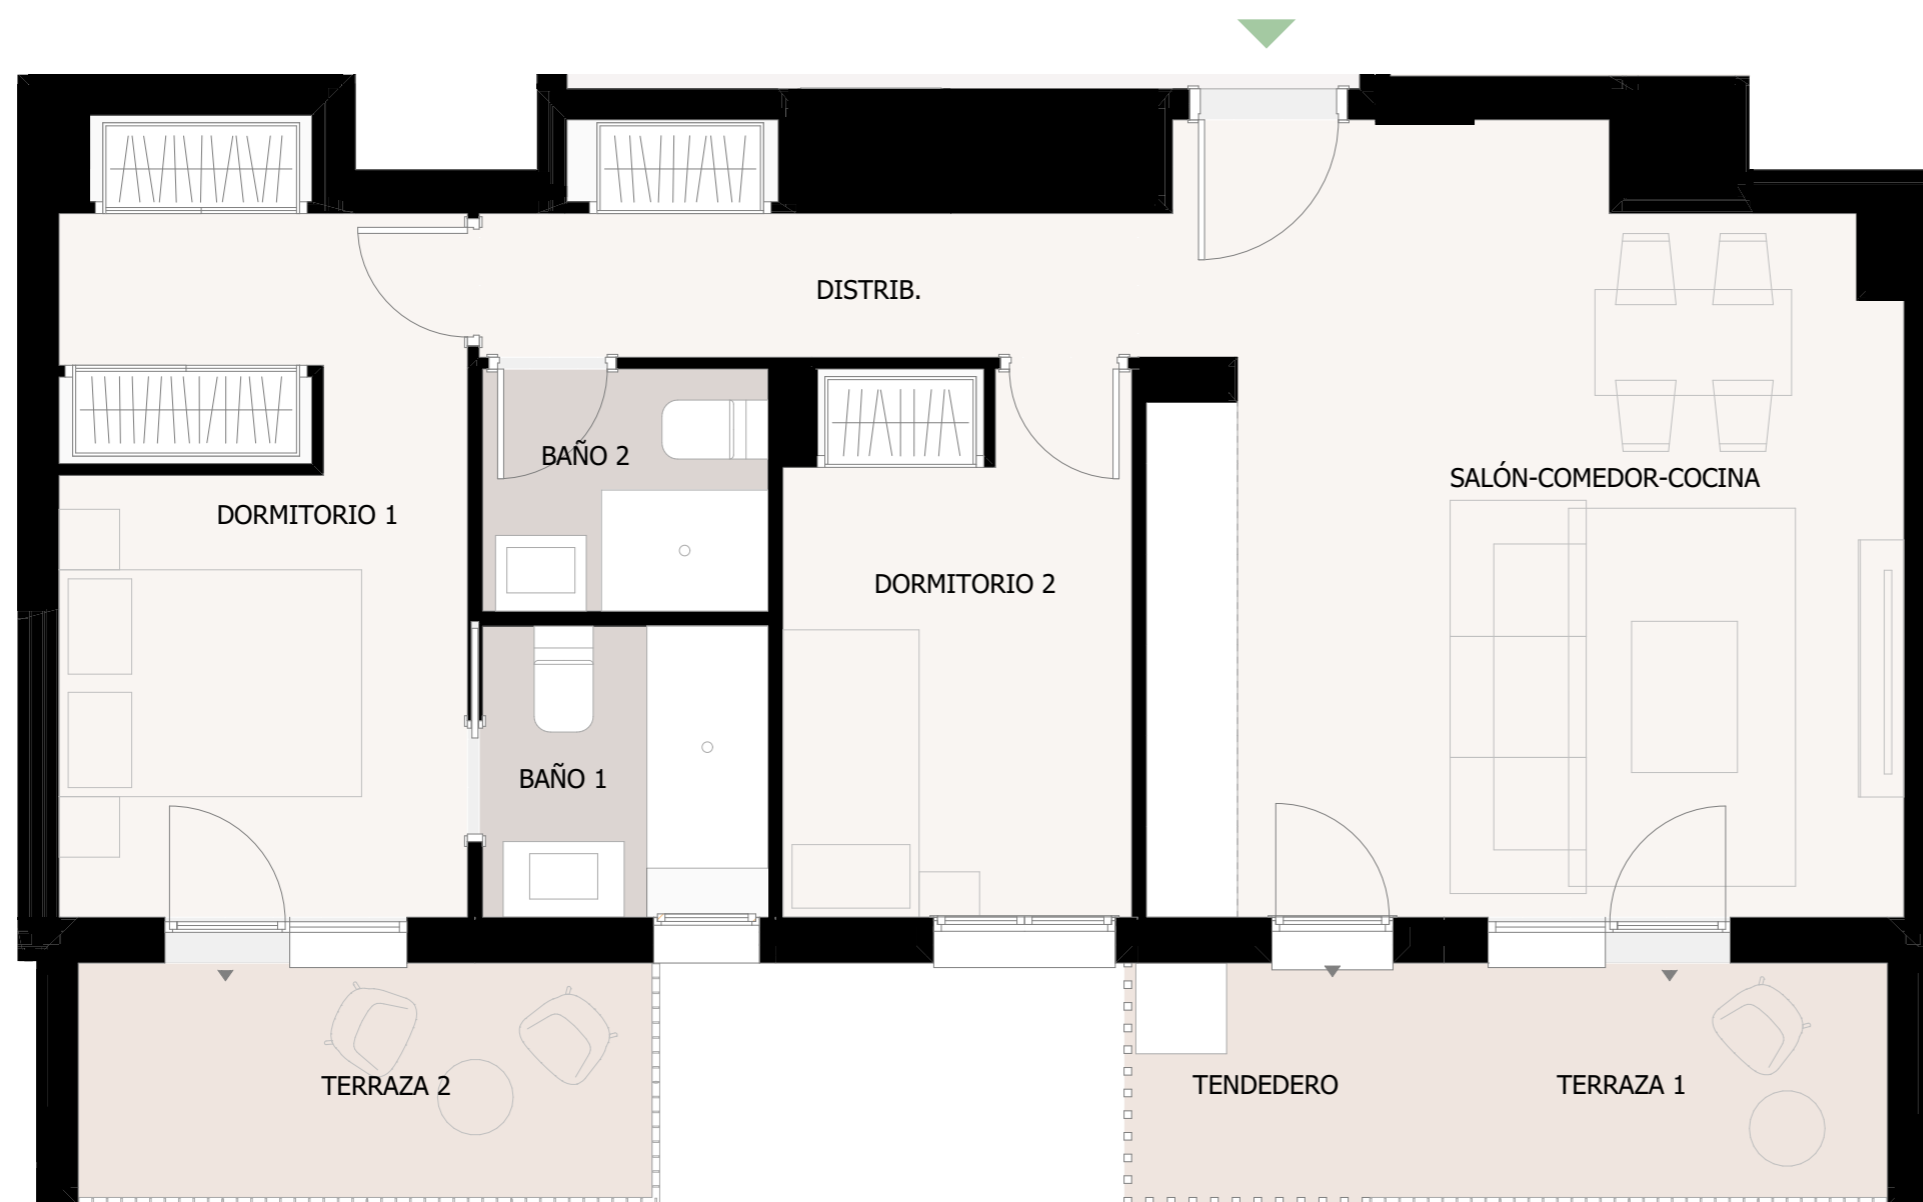 DISTRIB.
BAÑO 2
SALÓN-COMEDOR-COCINA
DORMITORIO 1
DORMITORIO 2
BAÑO 1
TERRAZA 2
TENDEDERO
TERRAZA 1